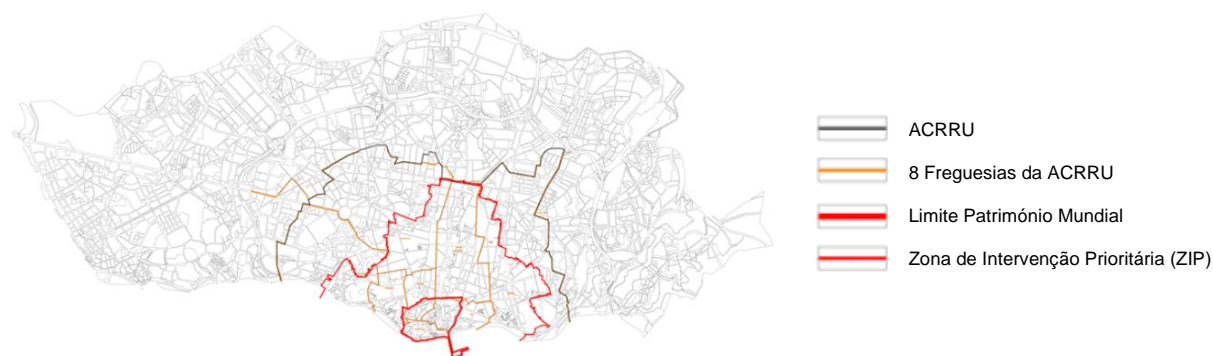 ACRRU
8 Freguesias da ACRRU
Limite Património Mundial
Zona de Intervenção Prioritária (ZIP)